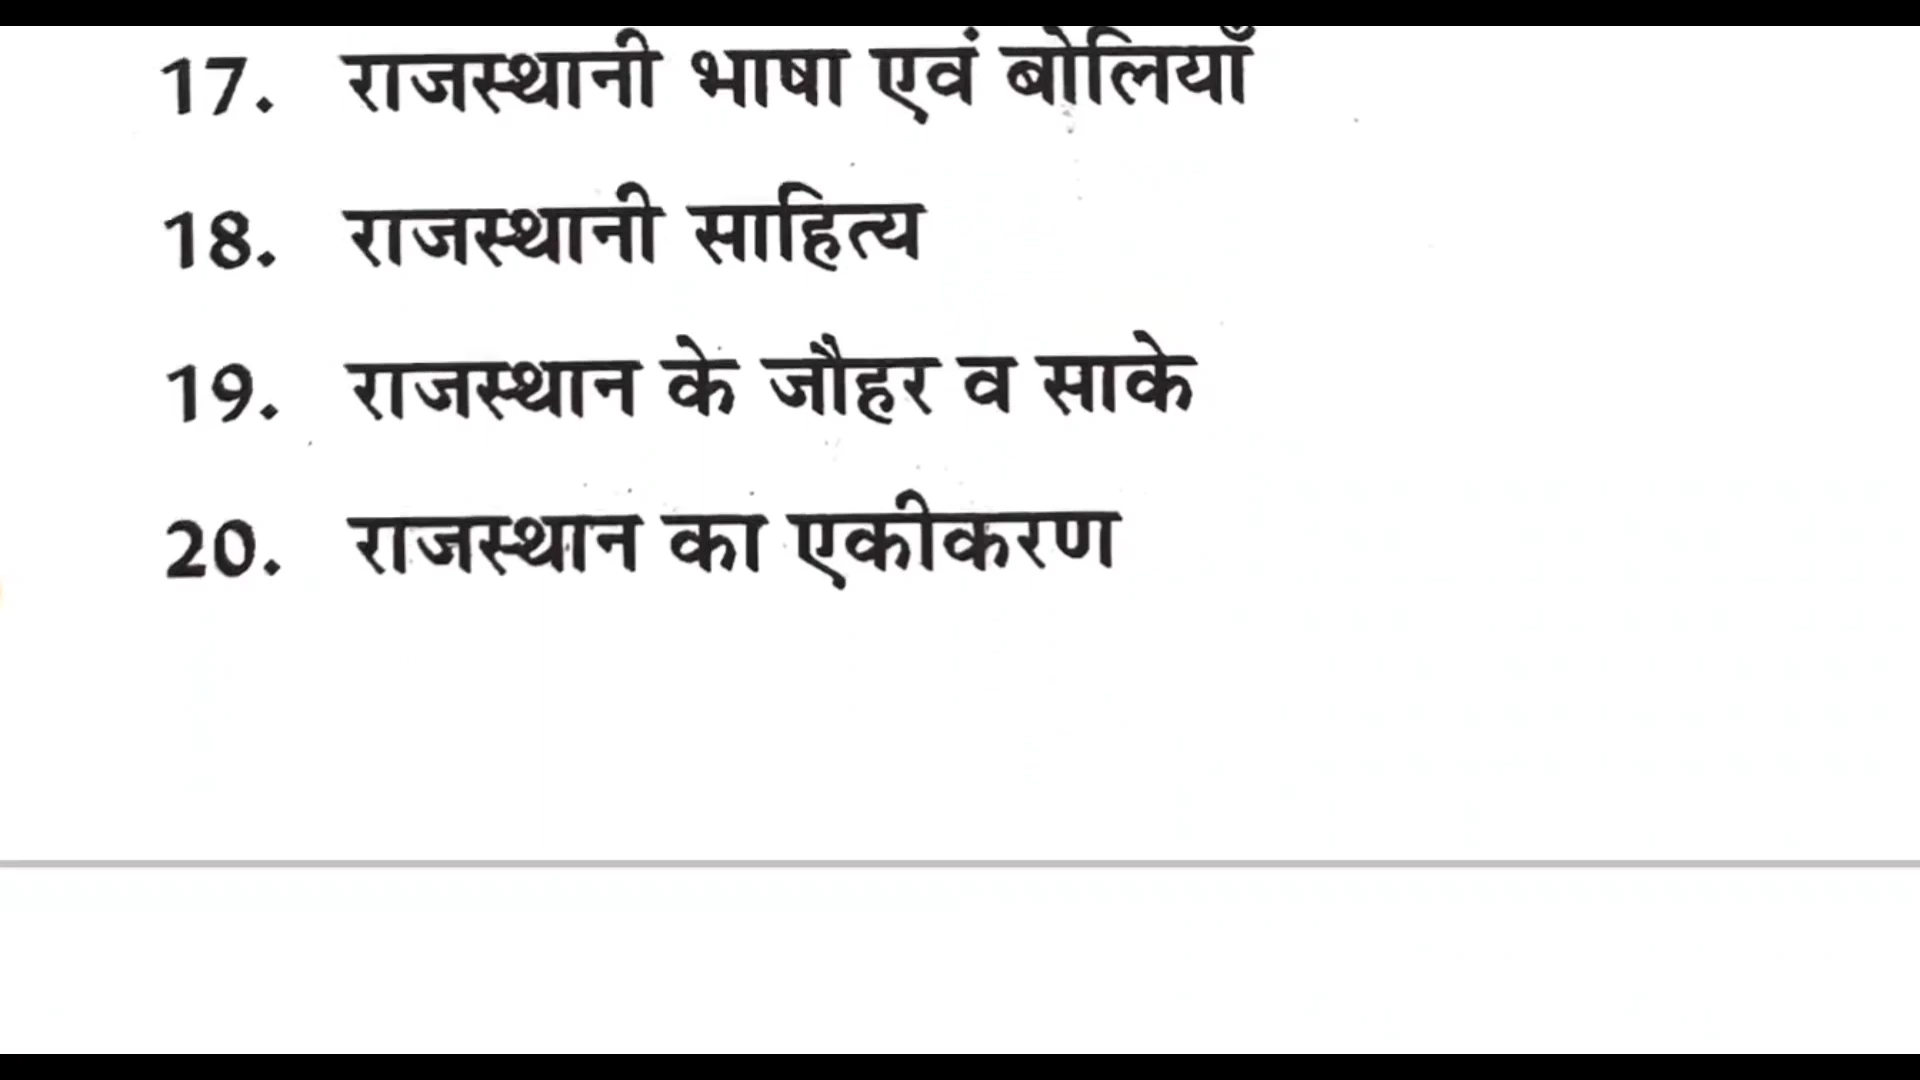 17. राजस्थानी भाषा एवं बोलियाँ
18. राजस्थानी साहित्य
19. राजस्थान के जौहर व साके
20. राजस्थान का एकीकरण